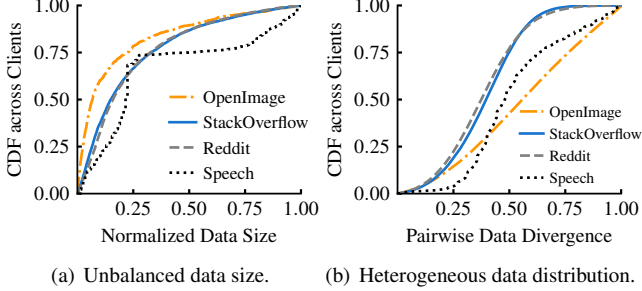 CDF across Clients
1.00
0.75
0.50
0.25
0.00
OpenImage
StackOverflow
Reddit
Speech
0.25 0.50 0.75 1.00
Normalized Data Size
(a) Unbalanced data size.
CDF across Clients
1.00
0.75
0.50
0.25
0.00
OpenImage
StackOverflow
Reddit
Speech
0.25 0.50 0.75 1.00
Pairwise Data Divergence
(b) Heterogeneous data distribution.